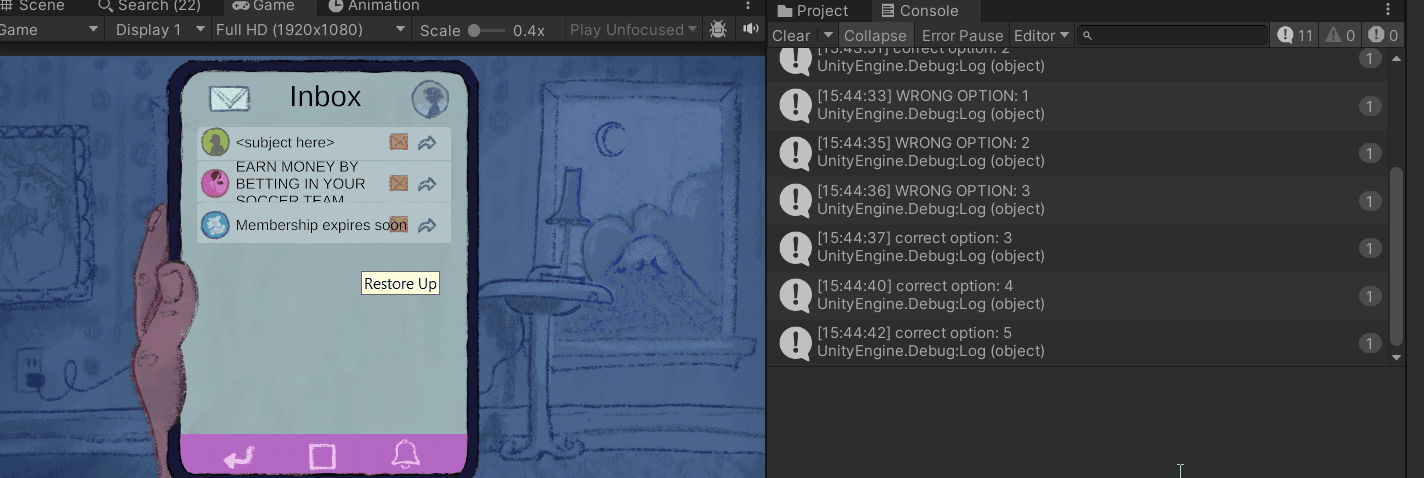 Scene
Search (22)
Game
Animation
Game
Display 1
Full HD (1920x1080)
Scale
0.4x
Play Unfocused
Inbox
<subject here>
EARN MONEY BY
BETTING IN YOUR
SOCCER TEAM
Membership expires soon
Restore Up
Project
Console
Clear
Collapse
Error Pause
Editor
11
0
0
[15:43:51] correct option: 2
UnityEngine.Debug:Log (object)
1
[15:44:33] WRONG OPTION: 1
UnityEngine.Debug:Log (object)
1
[15:44:35] WRONG OPTION: 2
UnityEngine.Debug:Log (object)
1
[15:44:36] WRONG OPTION: 3
UnityEngine.Debug:Log (object)
1
[15:44:37] correct option: 3
UnityEngine.Debug:Log (object)
1
[15:44:40] correct option: 4
UnityEngine.Debug:Log (object)
1
[15:44:42] correct option: 5
UnityEngine.Debug:Log (object)
1